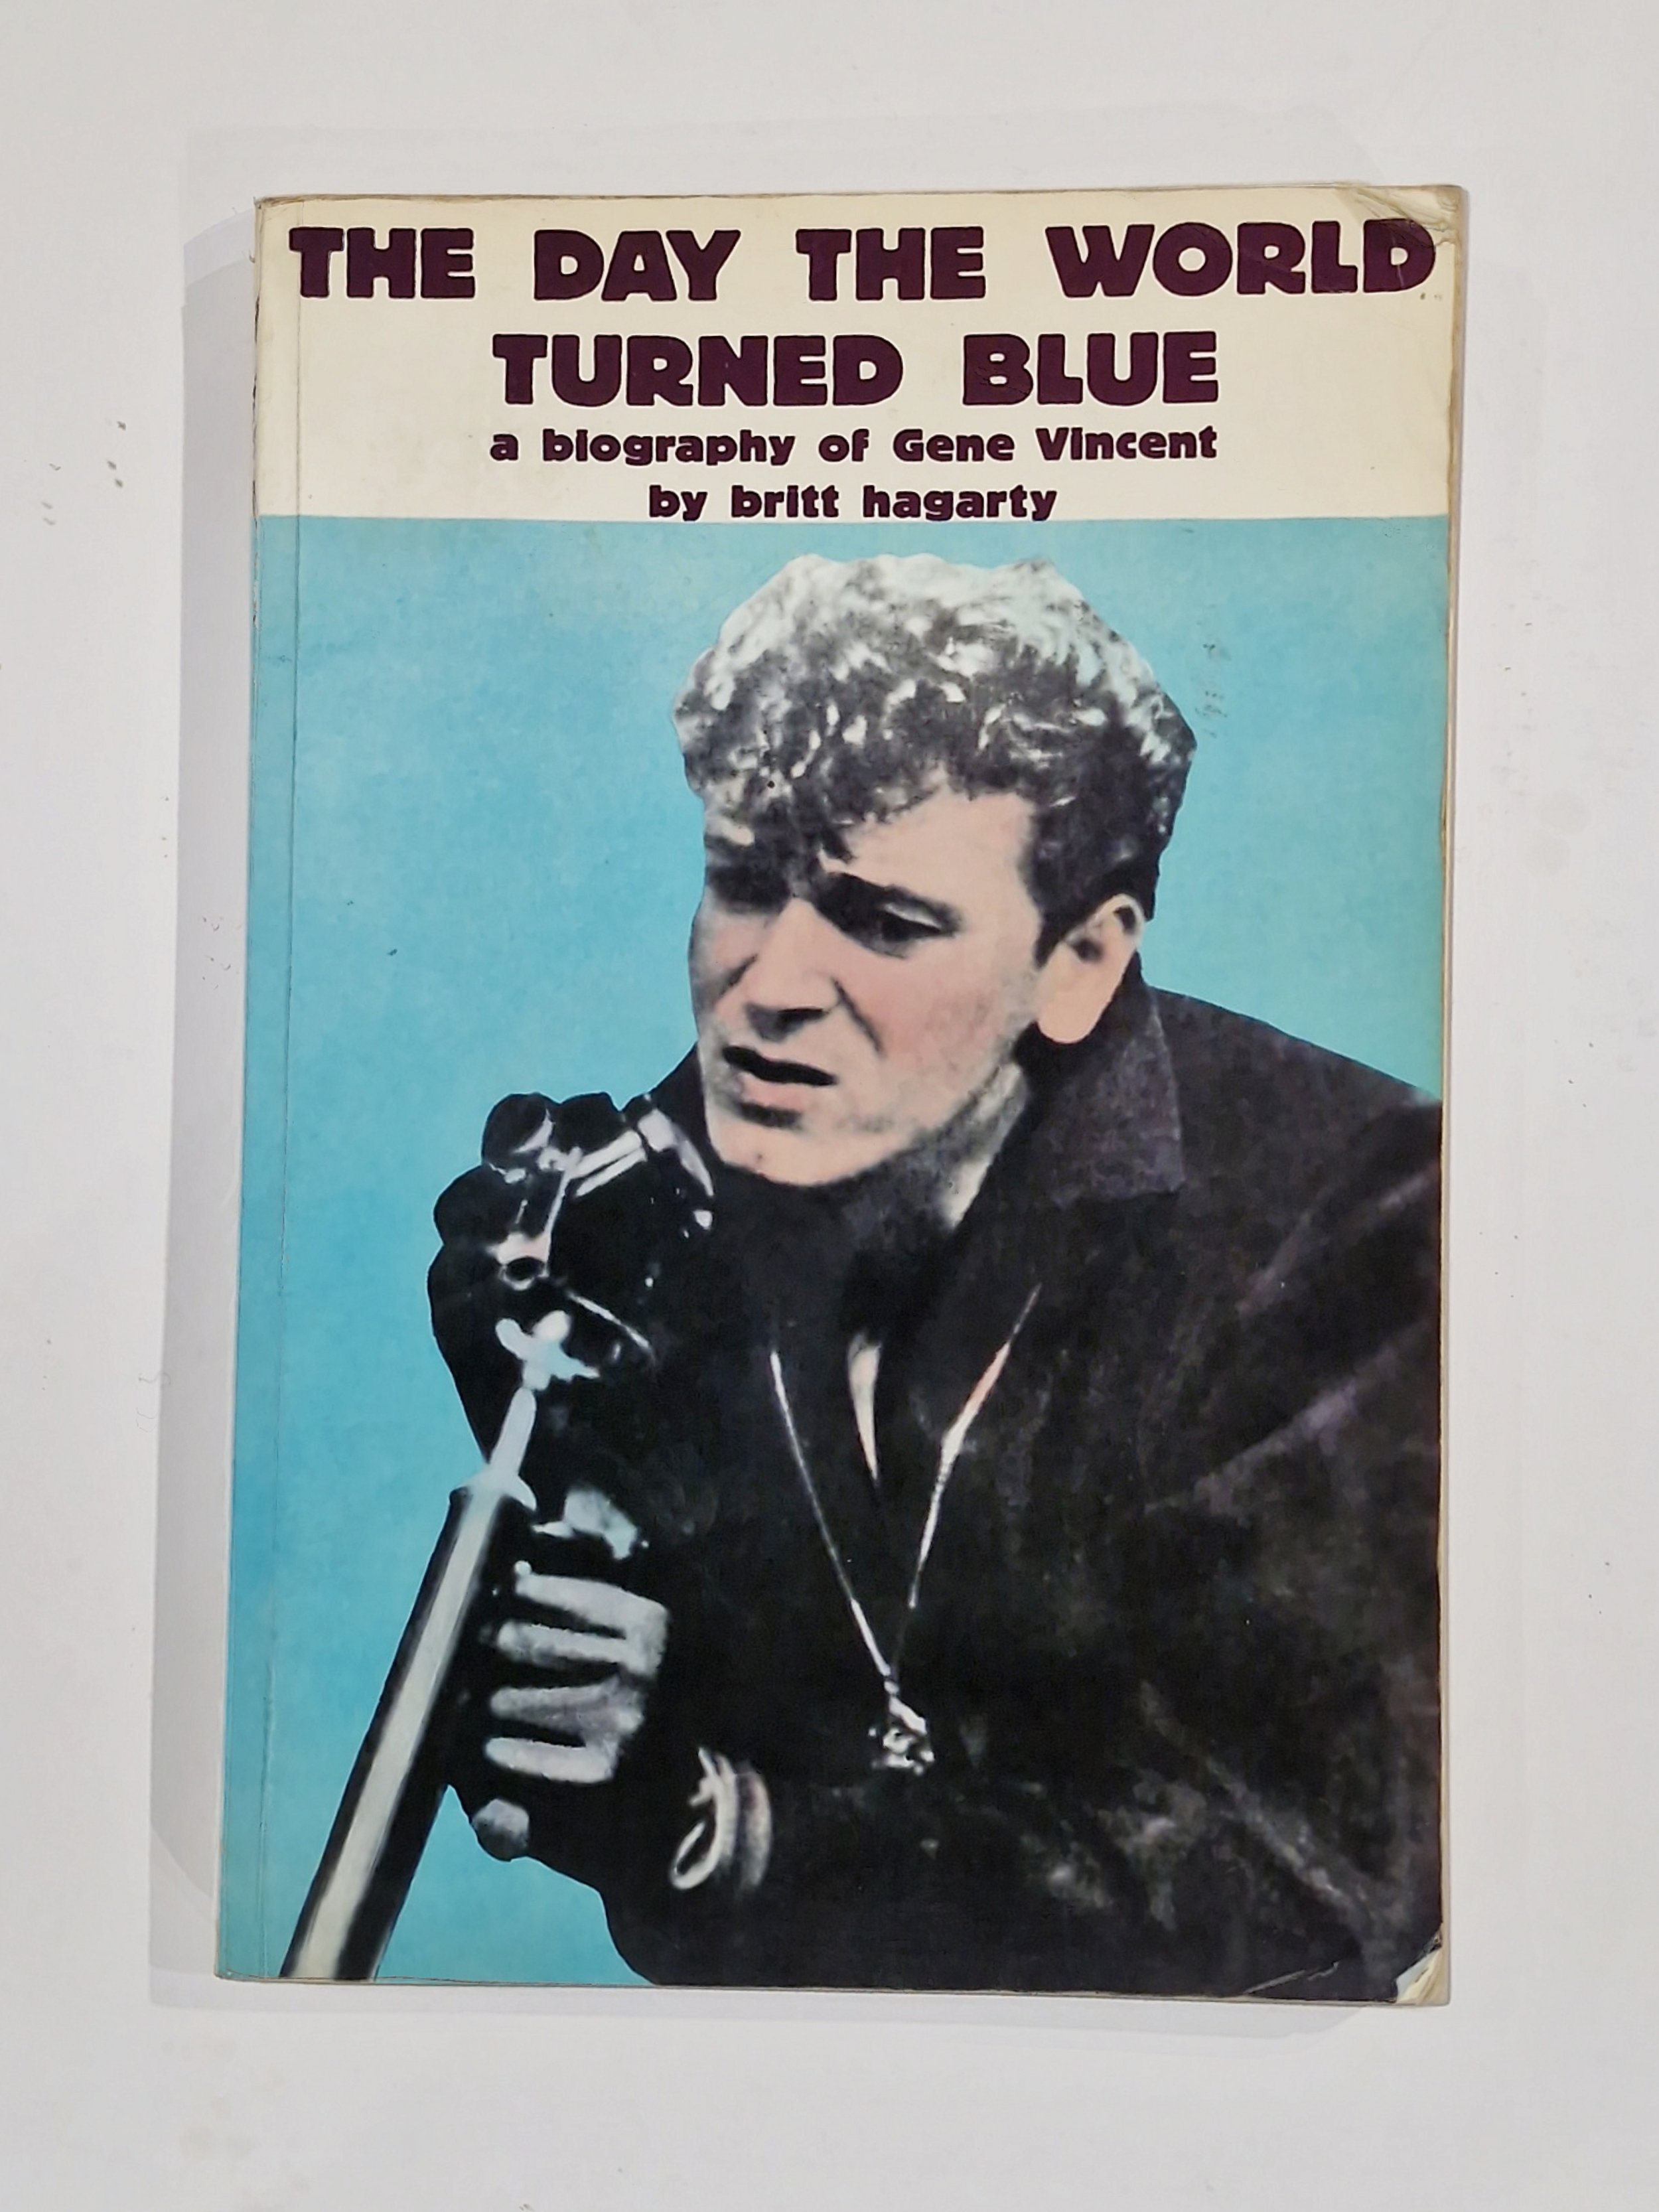 THE DAY THE WORLD
TURNED BLUE
a biography of Gene Vincent
by britt hagarty